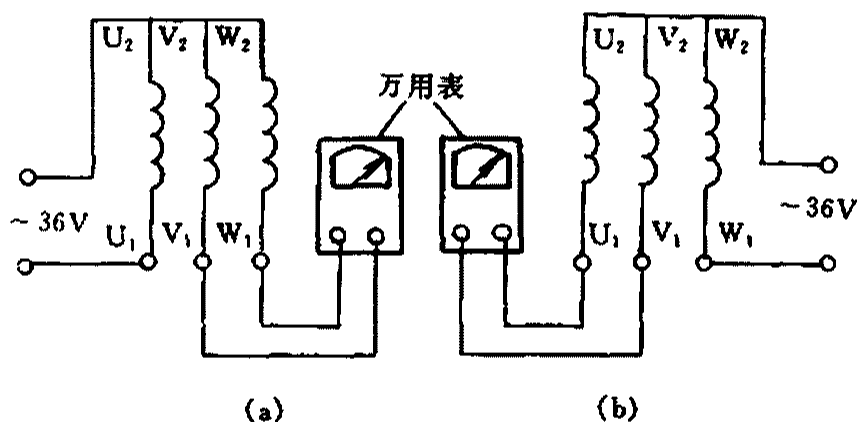 U₂ V₂ W₂
U₂ V₂ W₂
万用表
~36V
~36V
U₁ V₁ W₁
U₁ V₁ W₁
(a)
(b)